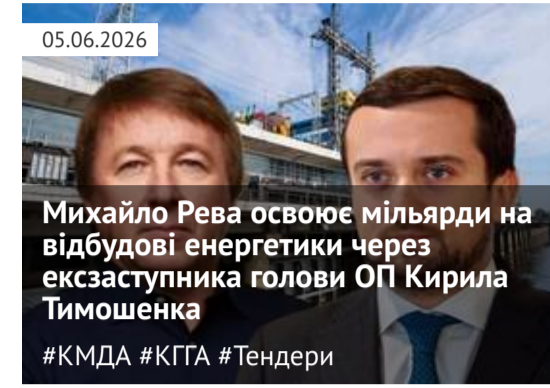 05.06.2026
Михайло Рева освоює мільярди на
відбудові енергетики через
ексзаступника голови ОП Кирила
Тимошенка
#КМДА #КГГА #Тендери